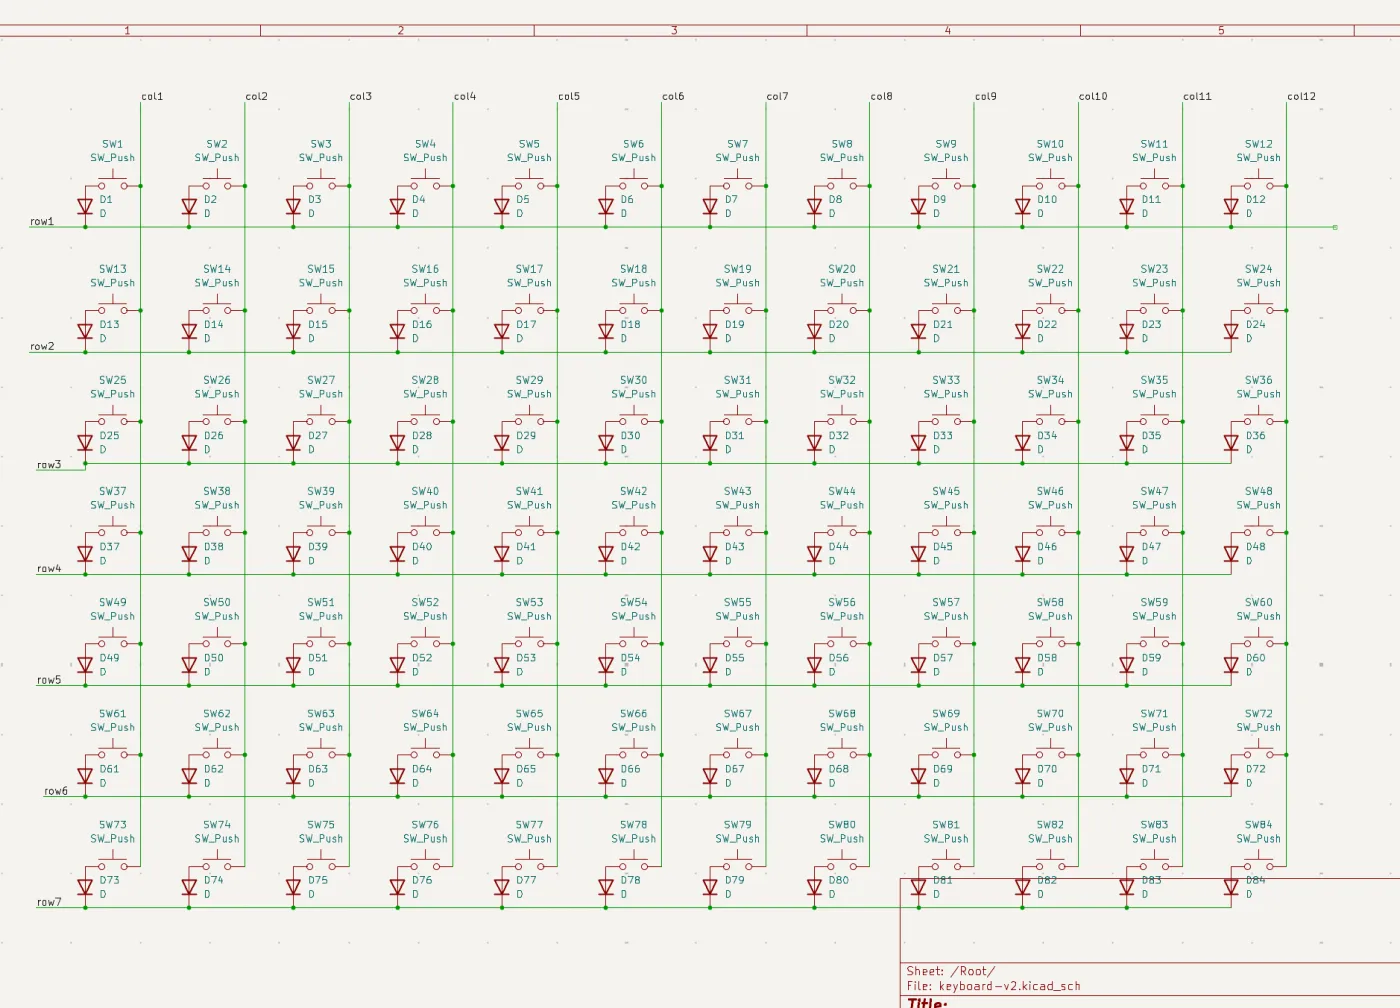 1 2 3 4 5
col1 col2 col3 col4 col5 col6 col7 col8 col9 col10 col11 col12
SW1 SW2 SW3 SW4 SW5 SW6 SW7 SW8 SW9 SW10 SW11 SW12
SW_Push SW_Push SW_Push SW_Push SW_Push SW_Push SW_Push SW_Push SW_Push SW_Push SW_Push SW_Push
D1 D2 D3 D4 D5 D6 D7 D8 D9 D10 D11 D12
D D D D D D D D D D D D
row1
SW13 SW14 SW15 SW16 SW17 SW18 SW19 SW20 SW21 SW22 SW23 SW24
SW_Push SW_Push SW_Push SW_Push SW_Push SW_Push SW_Push SW_Push SW_Push SW_Push SW_Push SW_Push
D13 D14 D15 D16 D17 D18 D19 D20 D21 D22 D23 D24
D D D D D D D D D D D D
row2
SW25 SW26 SW27 SW28 SW29 SW30 SW31 SW32 SW33 SW34 SW35 SW36
SW_Push SW_Push SW_Push SW_Push SW_Push SW_Push SW_Push SW_Push SW_Push SW_Push SW_Push SW_Push
D25 D26 D27 D28 D29 D30 D31 D32 D33 D34 D35 D36
D D D D D D D D D D D D
row3
SW37 SW38 SW39 SW40 SW41 SW42 SW43 SW44 SW45 SW46 SW47 SW48
SW_Push SW_Push SW_Push SW_Push SW_Push SW_Push SW_Push SW_Push SW_Push SW_Push SW_Push SW_Push
D37 D38 D39 D40 D41 D42 D43 D44 D45 D46 D47 D48
D D D D D D D D D D D D
row4
SW49 SW50 SW51 SW52 SW53 SW54 SW55 SW56 SW57 SW58 SW59 SW60
SW_Push SW_Push SW_Push SW_Push SW_Push SW_Push SW_Push SW_Push SW_Push SW_Push SW_Push SW_Push
D49 D50 D51 D52 D53 D54 D55 D56 D57 D58 D59 D60
D D D D D D D D D D D D
row5
SW61 SW62 SW63 SW64 SW65 SW66 SW67 SW68 SW69 SW70 SW71 SW72
SW_Push SW_Push SW_Push SW_Push SW_Push SW_Push SW_Push SW_Push SW_Push SW_Push SW_Push SW_Push
D61 D62 D63 D64 D65 D66 D67 D68 D69 D70 D71 D72
D D D D D D D D D D D D
row6
SW73 SW74 SW75 SW76 SW77 SW78 SW79 SW80 SW81 SW82 SW83 SW84
SW_Push SW_Push SW_Push SW_Push SW_Push SW_Push SW_Push SW_Push SW_Push SW_Push SW_Push SW_Push
D73 D74 D75 D76 D77 D78 D79 D80 D81 D82 D83 D84
D D D D D D D D D D D D
row7
Sheet: /Root/
File: keyboard-v2.kicad_sch
Title: